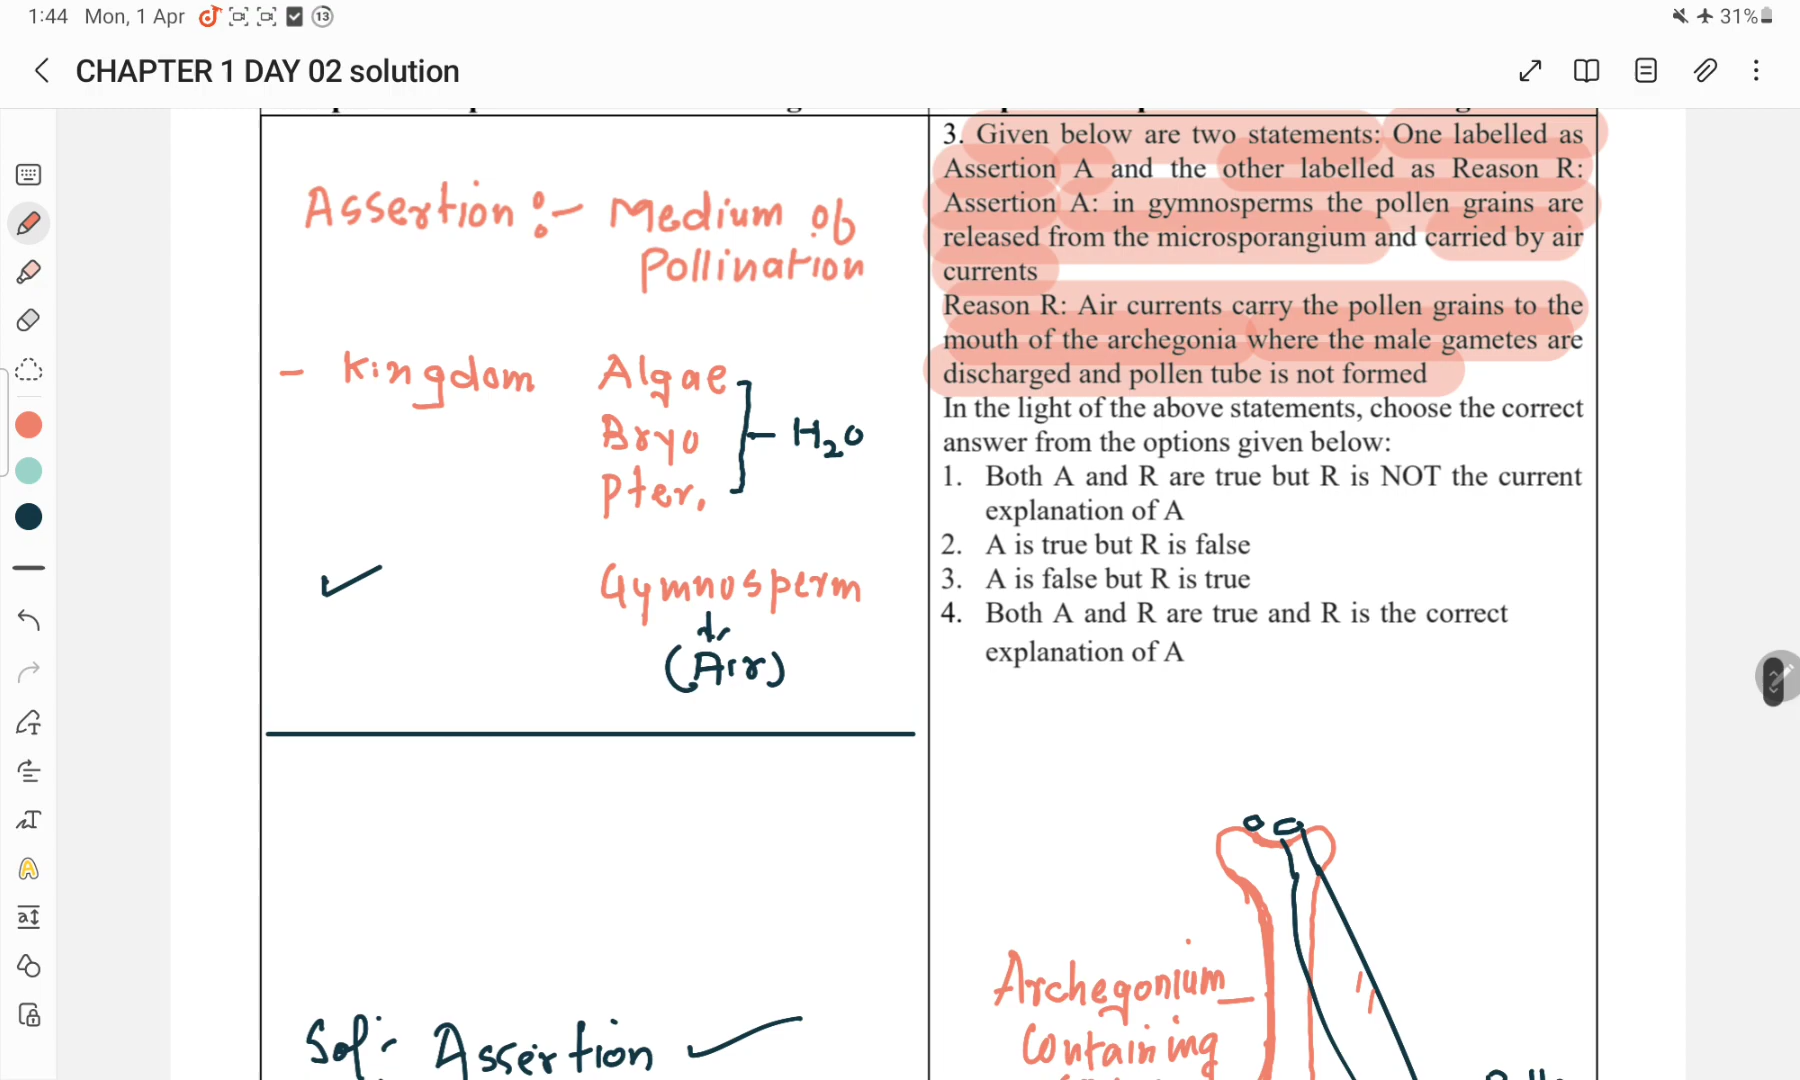 1:44 Mon, 1 Apr 13 31%
CHAPTER 1 DAY 02 solution
Assertion :- Medium of
Pollination
- Kingdom Algae
Bryo
Pter.
H₂O
Gymnosperm
(Air)
Sol:- Assertion
3. Given below are two statements: One labelled as
Assertion A and the other labelled as Reason R:
Assertion A: in gymnosperms the pollen grains are
released from the microsporangium and carried by air
currents
Reason R: Air currents carry the pollen grains to the
mouth of the archegonia where the male gametes are
discharged and pollen tube is not formed
In the light of the above statements, choose the correct
answer from the options given below:
1. Both A and R are true but R is NOT the current
explanation of A
2. A is true but R is false
3. A is false but R is true
4. Both A and R are true and R is the correct
explanation of A
Archegonium
Containing